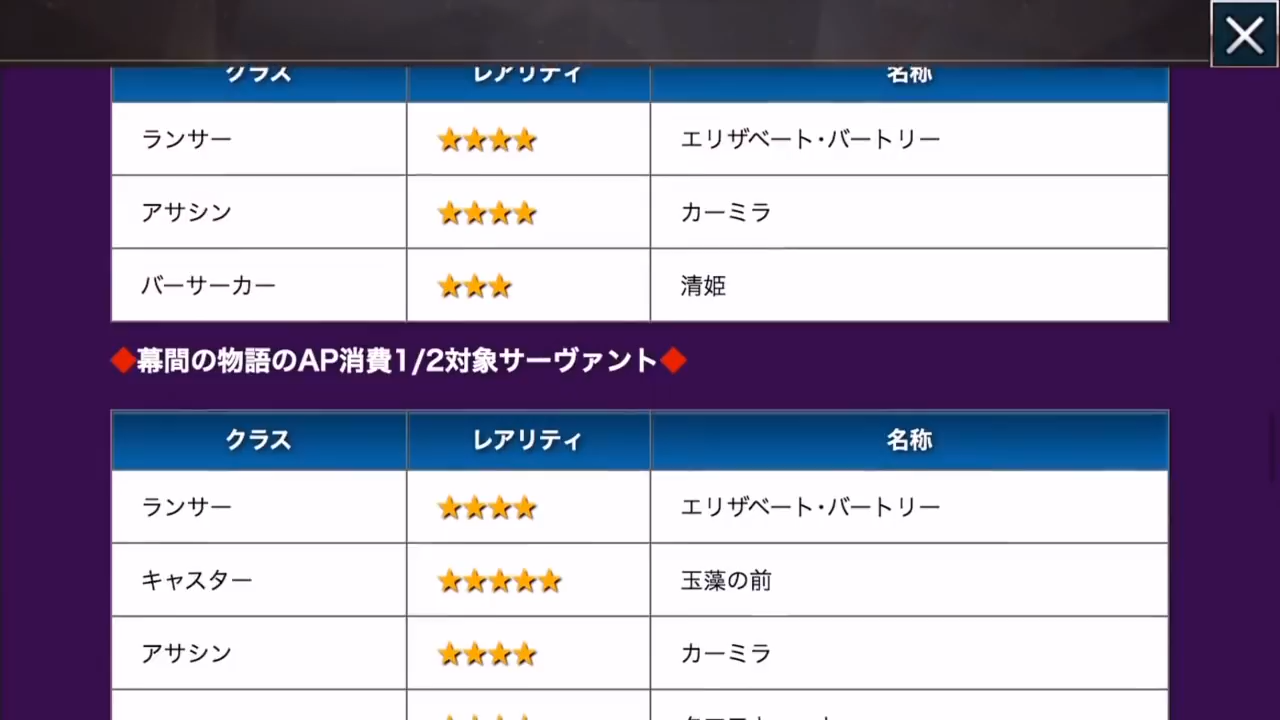 クラス レアリティ 名称
ランサー ★★★★ エリザベート・バートリー
アサシン ★★★★ カーミラ
バーサーカー ★★★ 清姫
◆幕間の物語のAP消費1/2対象サーヴァント◆
クラス レアリティ 名称
ランサー ★★★★ エリザベート・バートリー
キャスター ★★★★★ 玉藻の前
アサシン ★★★★ カーミラ